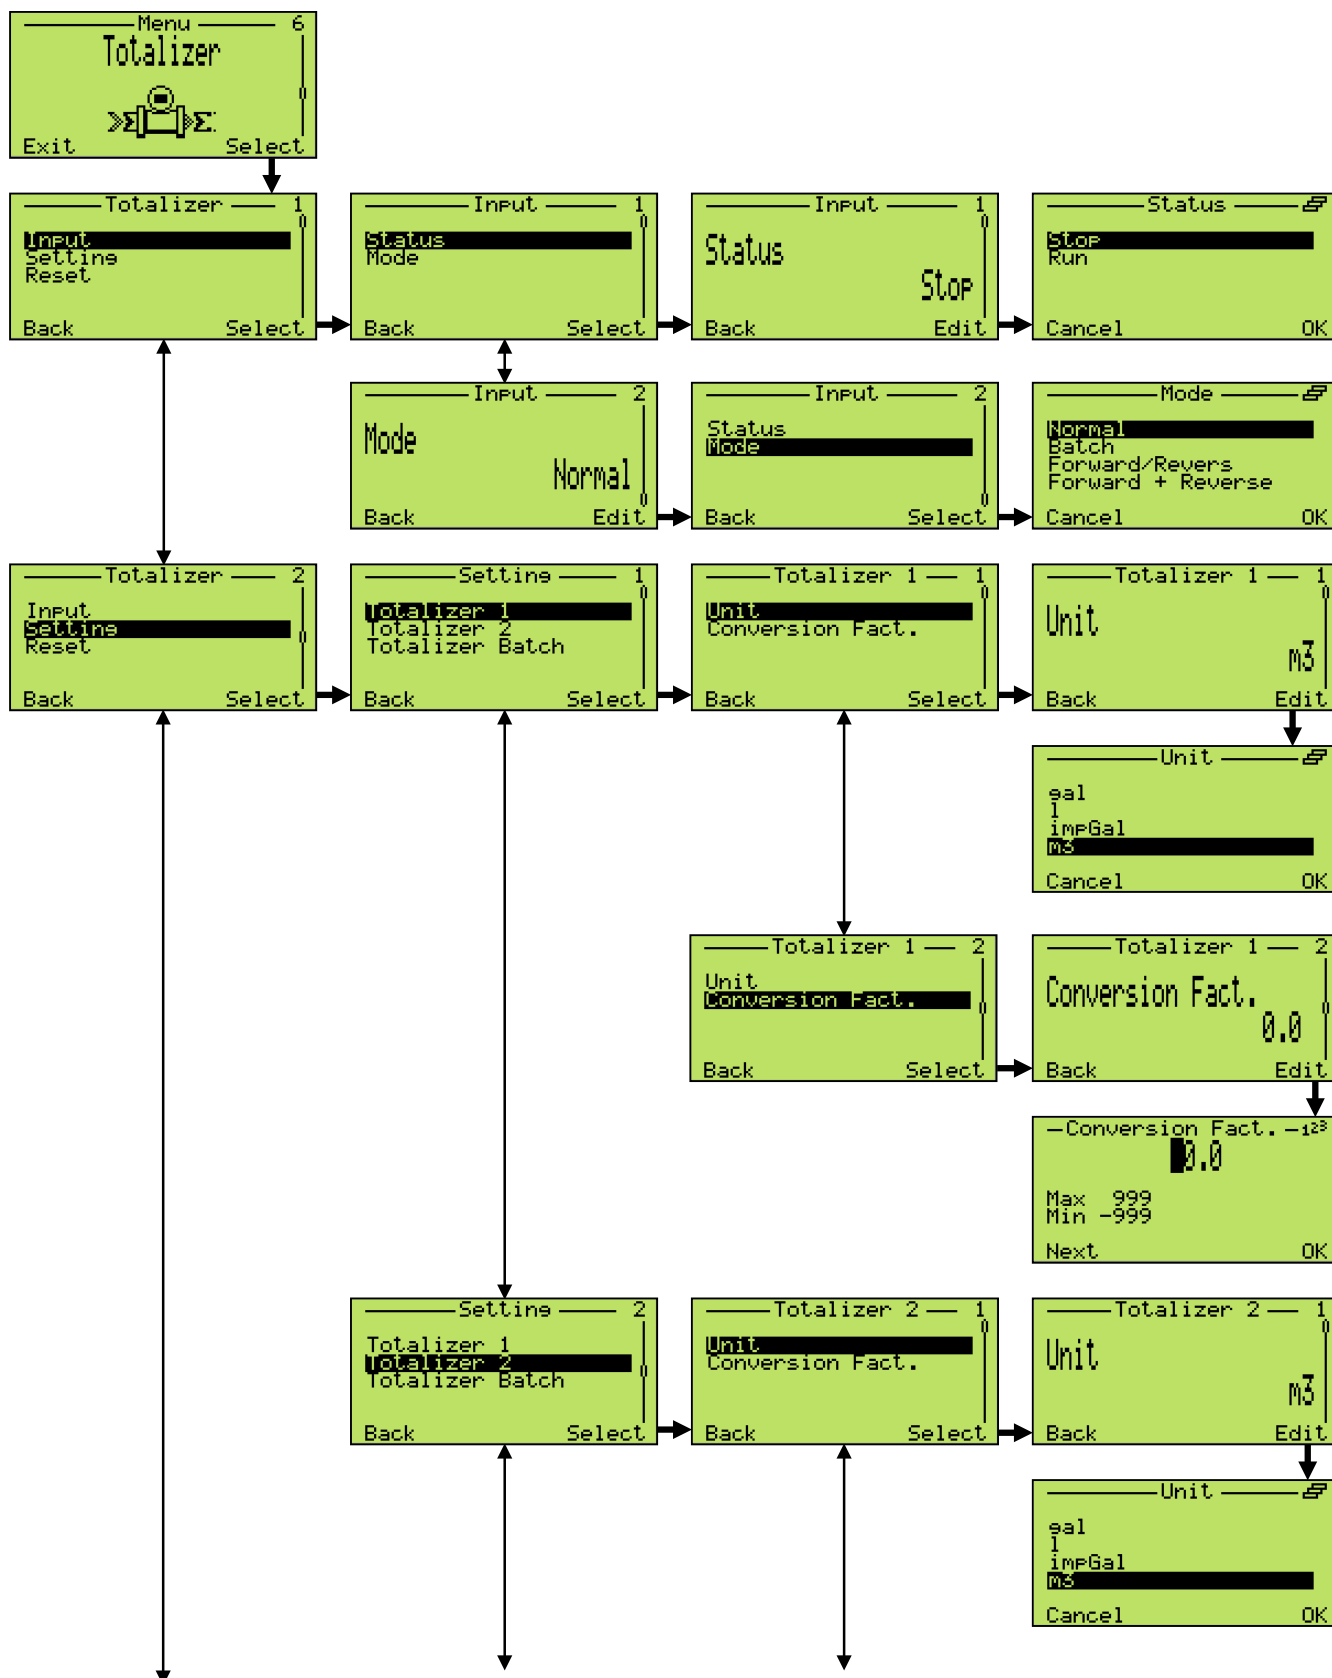 Menu 6
Totalizer
Exit Select
Totalizer 1
Input
Setting
Reset
Back Select
Input 1
Status
Mode
Back Select
Input 1
Status
Stop
Back Edit
Status
Stop
Run
Cancel OK
Input 2
Mode
Normal
Back Edit
Input 2
Status
Mode
Back Select
Mode
Normal
Batch
Forward/Revers
Forward + Reverse
Cancel OK
Totalizer 2
Input
Setting
Reset
Back Select
Setting 1
Totalizer 1
Totalizer 2
Totalizer Batch
Back Select
Totalizer 1 1
Unit
Conversion Fact.
Back Select
Totalizer 1 1
Unit
m3
Back Edit
Unit
gal
l
impGal
m3
Cancel OK
Totalizer 1 2
Unit
Conversion Fact.
Back Select
Totalizer 1 2
Conversion Fact.
0.0
Back Edit
Conversion Fact. 123
0.0
Max 999
Min -999
Next OK
Setting 2
Totalizer 1
Totalizer 2
Totalizer Batch
Back Select
Totalizer 2 1
Unit
Conversion Fact.
Back Select
Totalizer 2 1
Unit
m3
Back Edit
Unit
gal
l
impGal
m3
Cancel OK